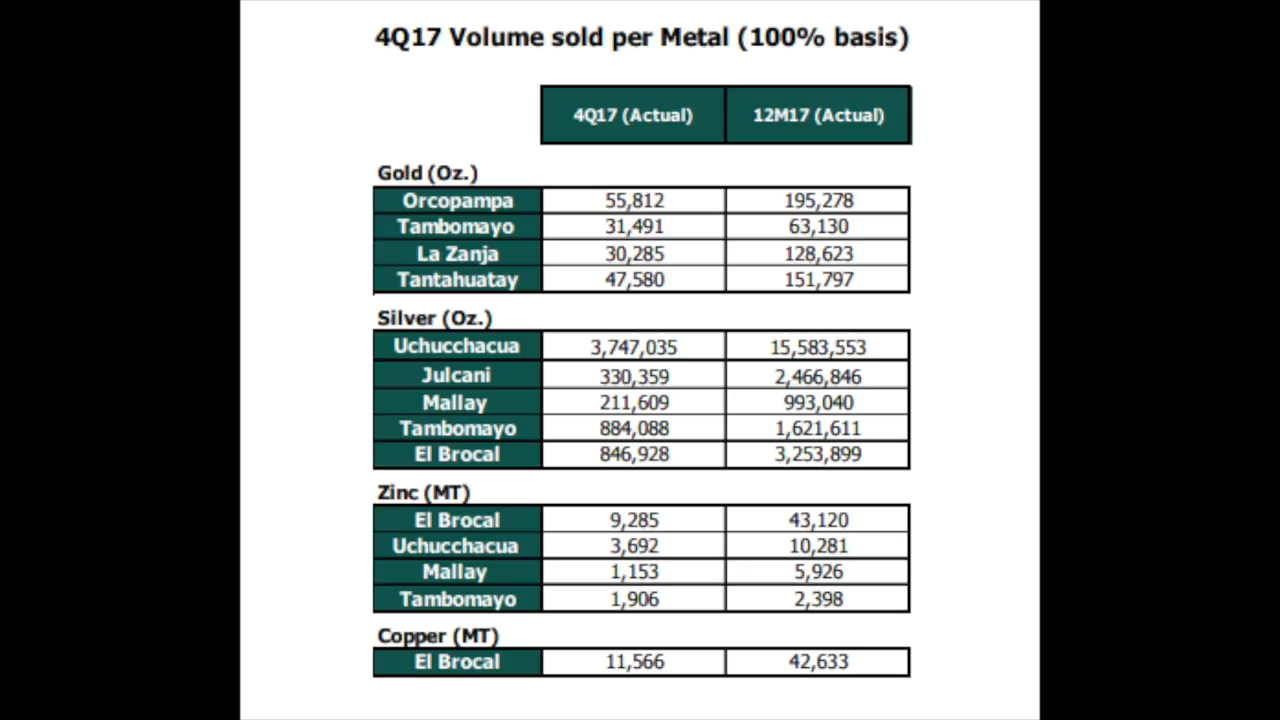 4Q17 Volume sold per Metal (100% basis)
4Q17 (Actual) 12M17 (Actual)
Gold (Oz.)
Orcopampa 55,812 195,278
Tambomayo 31,491 63,130
La Zanja 30,285 128,623
Tantahuatay 47,580 151,797
Silver (Oz.)
Uchucchacua 3,747,035 15,583,553
Julcani 330,359 2,466,846
Mallay 211,609 993,040
Tambomayo 884,088 1,621,611
El Brocal 846,928 3,253,899
Zinc (MT)
El Brocal 9,285 43,120
Uchucchacua 3,692 10,281
Mallay 1,153 5,926
Tambomayo 1,906 2,398
Copper (MT)
El Brocal 11,566 42,633